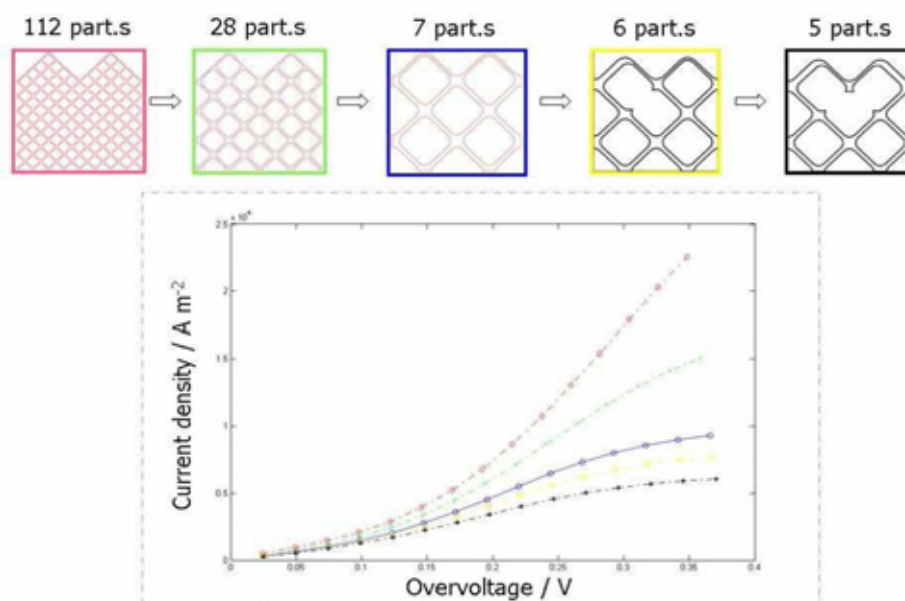 112 part.s 28 part.s 7 part.s 6 part.s 5 part.s
x 10⁴
2.5
2
1.5
1
0.5
0
0 0.05 0.1 0.15 0.2 0.25 0.3 0.35 0.4
Current density / A m⁻²
Overvoltage / V